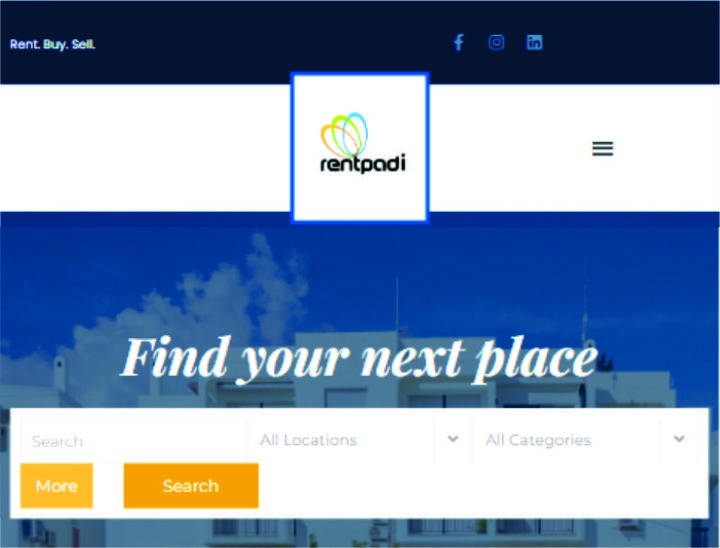 Rent. Buy. Sell.
rentpadi
Find your next place
Search
All Locations
All Categories
More
Search